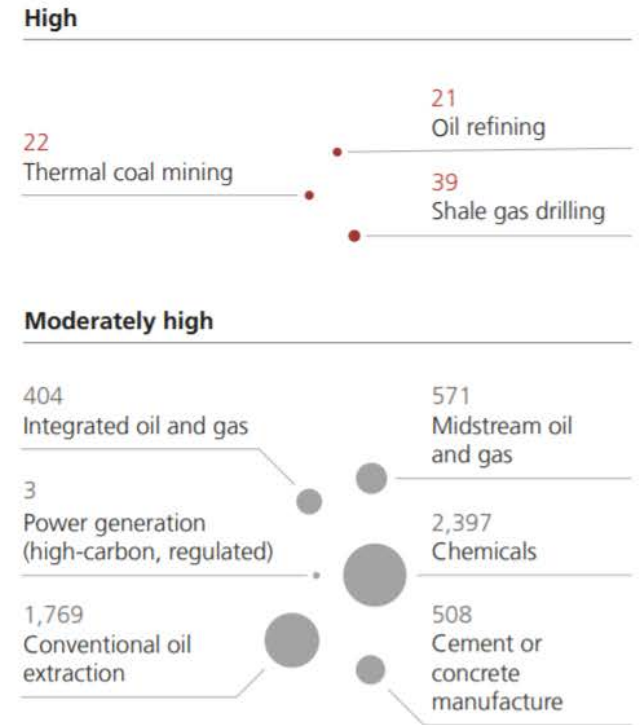 High
21
Oil refining
22
Thermal coal mining
39
Shale gas drilling
Moderately high
404
Integrated oil and gas
571
Midstream oil
and gas
3
Power generation
(high-carbon, regulated)
2,397
Chemicals
1,769
Conventional oil
extraction
508
Cement or
concrete
manufacture